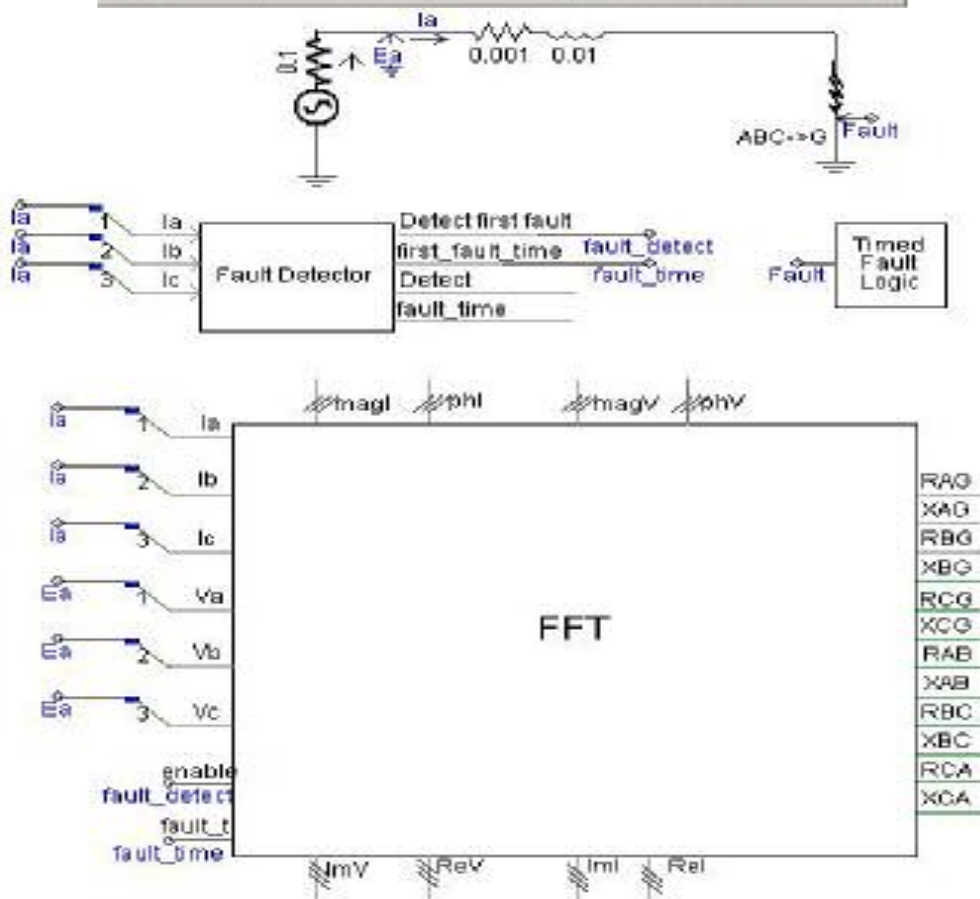 Ia
0.1
Ea
0.001 0.01
ABC->G
Fault
Ia 1 Ia
Ia 2 Ib
Ia 3 Ic
Fault Detector
Detect first fault
first_fault_time
Detect
fault_time
fault_detect
fault_time
Fault
Timed
Fault
Logic
magI phI magV phV
Ia 1 Ia
Ia 2 Ib
Ia 3 Ic
Ea 1 Va
Ea 2 Vb
Ea 3 Vc
enable
fault_detect
fault_t
fault_time
FFT
RAG
XAG
RBG
XBG
RCG
XCG
RAB
XAB
RBC
XBC
RCA
XCA
ImV ReV ImI ReI